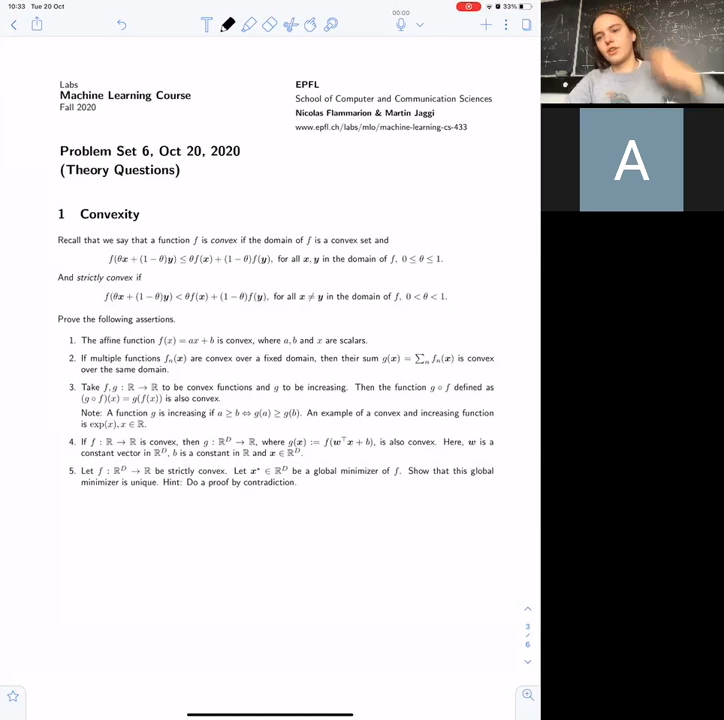 10:33 Tue 20 Oct
33%
00:00
Labs
Machine Learning Course
Fall 2020
EPFL
School of Computer and Communication Sciences
Nicolas Flammarion & Martin Jaggi
www.epfl.ch/labs/mlo/machine-learning-cs-433
Problem Set 6, Oct 20, 2020
(Theory Questions)
1 Convexity
Recall that we say that a function f is convex if the domain of f is a convex set and
f(θx + (1 − θ)y) ≤ θf(x) + (1 − θ)f(y), for all x, y in the domain of f, 0 ≤ θ ≤ 1.
And strictly convex if
f(θx + (1 − θ)y) < θf(x) + (1 − θ)f(y), for all x ≠ y in the domain of f, 0 < θ < 1.
Prove the following assertions.
1. The affine function f(x) = ax + b is convex, where a, b and x are scalars.
2. If multiple functions fₙ(x) are convex over a fixed domain, then their sum g(x) = ∑ₙ fₙ(x) is convex
over the same domain.
3. Take f, g : ℝ → ℝ to be convex functions and g to be increasing. Then the function g ∘ f defined as
(g ∘ f)(x) = g(f(x)) is also convex.
Note: A function g is increasing if a ≥ b ⇔ g(a) ≥ g(b). An example of a convex and increasing function
is exp(x), x ∈ ℝ.
4. If f : ℝ → ℝ is convex, then g : ℝᴰ → ℝ, where g(x) := f(w⊤x + b), is also convex. Here, w is a
constant vector in ℝᴰ, b is a constant in ℝ and x ∈ ℝᴰ.
5. Let f : ℝᴰ → ℝ be strictly convex. Let x⋆ ∈ ℝᴰ be a global minimizer of f. Show that this global
minimizer is unique. Hint: Do a proof by contradiction.
3
/
6
A